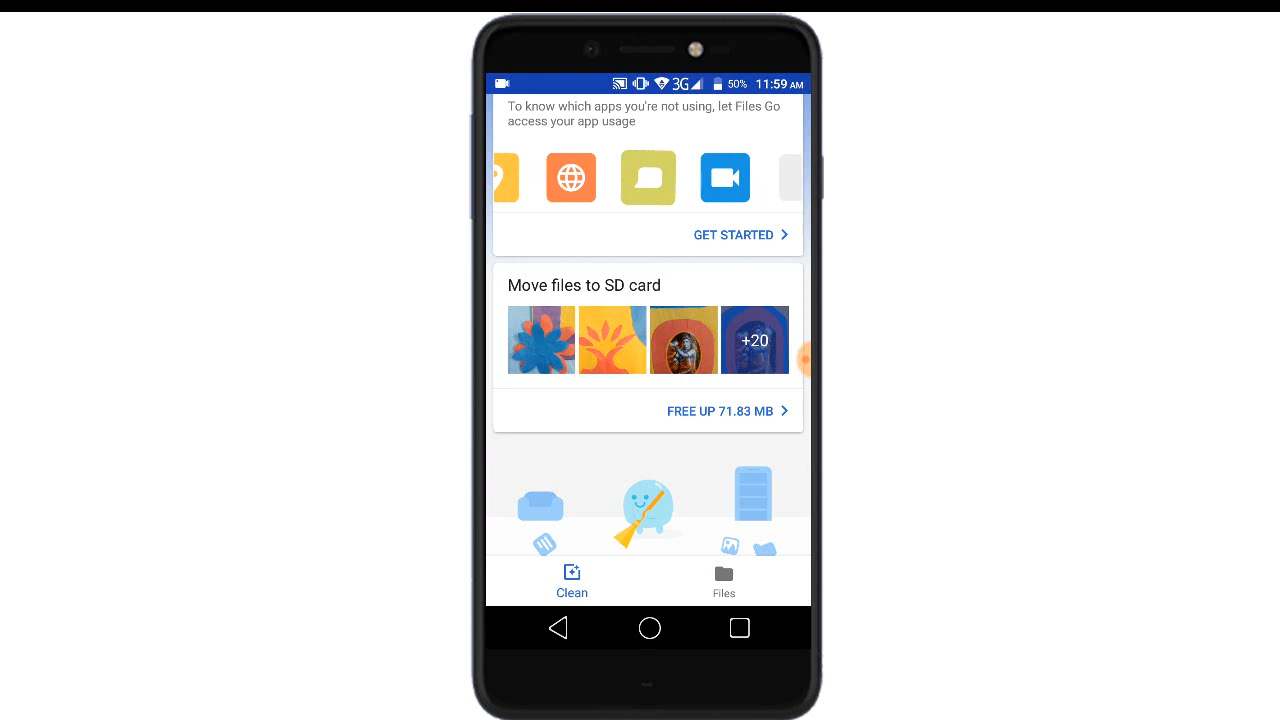 3G 50% 11:59 AM
To know which apps you're not using, let Files Go
access your app usage
GET STARTED
Move files to SD card
+20
FREE UP 71.83 MB
Clean
Files